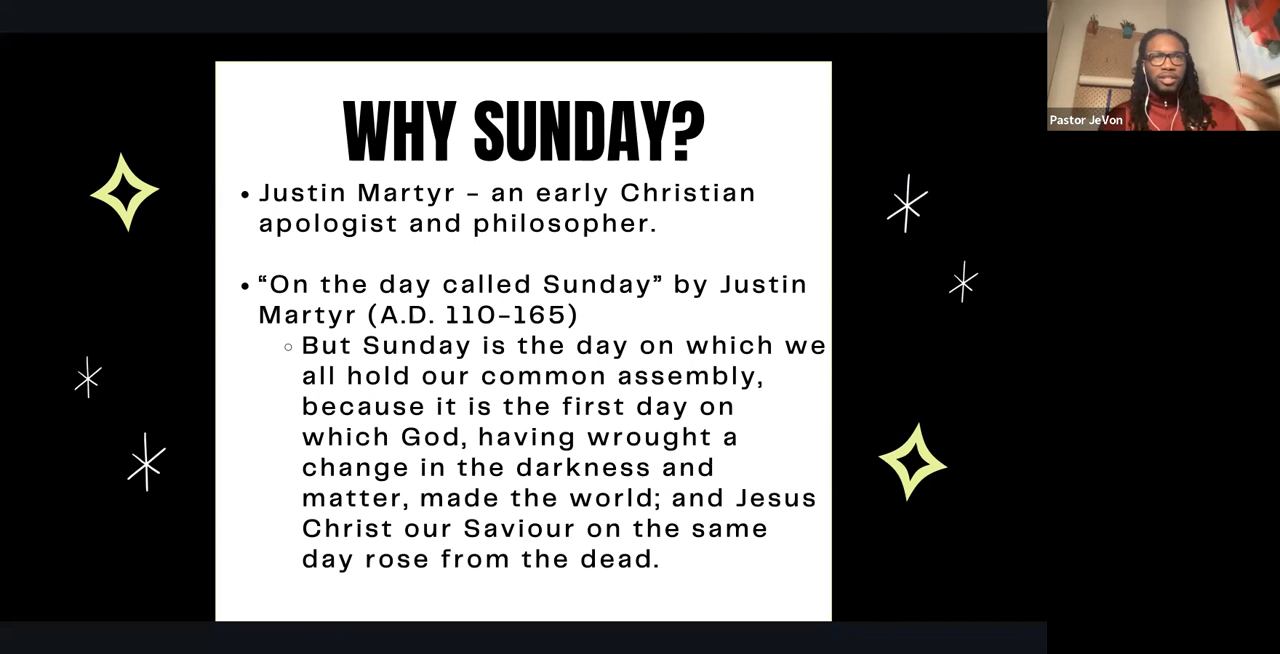 WHY SUNDAY?
• Justin Martyr – an early Christian
apologist and philosopher.
• “On the day called Sunday” by Justin
Martyr (A.D. 110-165)
○ But Sunday is the day on which we
all hold our common assembly,
because it is the first day on
which God, having wrought a
change in the darkness and
matter, made the world; and Jesus
Christ our Saviour on the same
day rose from the dead.
Pastor JeVon